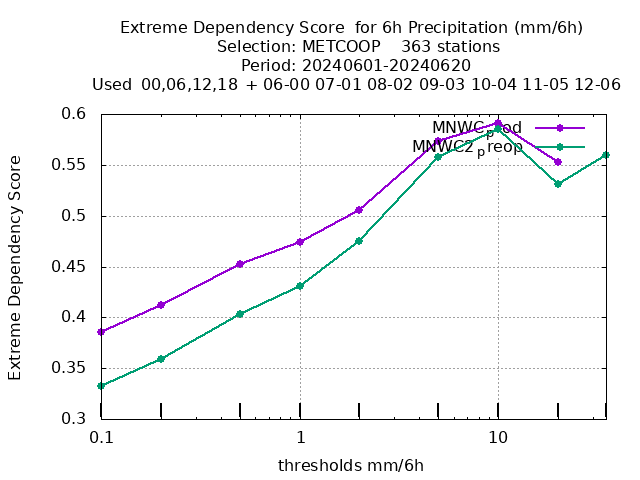 Extreme Dependency Score for 6h Precipitation (mm/6h)
Selection: METCOOP 363 stations
Period: 20240601-20240620
Used 00,06,12,18 + 06-00 07-01 08-02 09-03 10-04 11-05 12-06
MNWC_prod
MNWC2_preop
Extreme Dependency Score
0.6
0.55
0.5
0.45
0.4
0.35
0.3
0.1 1 10
thresholds mm/6h